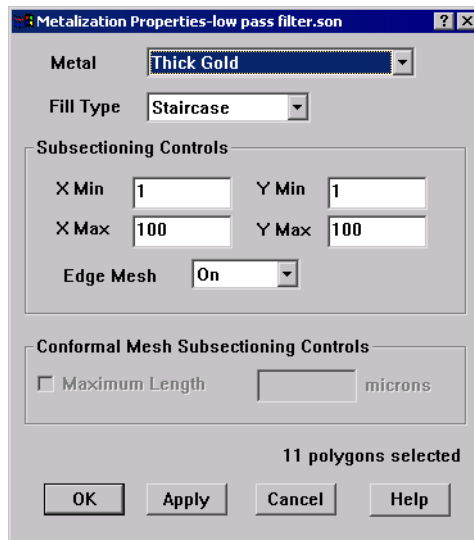 Metalization Properties-low pass filter.son ? ×
Metal Thick Gold
Fill Type Staircase
Subsectioning Controls
X Min 1 Y Min 1
X Max 100 Y Max 100
Edge Mesh On
Conformal Mesh Subsectioning Controls
Maximum Length microns
11 polygons selected
OK Apply Cancel Help